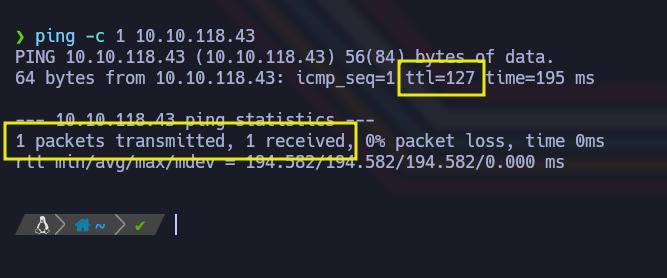 ❯ ping -c 1 10.10.118.43
PING 10.10.118.43 (10.10.118.43) 56(84) bytes of data.
64 bytes from 10.10.118.43: icmp_seq=1 ttl=127 time=195 ms
--- 10.10.118.43 ping statistics ---
1 packets transmitted, 1 received, 0% packet loss, time 0ms
rtt min/avg/max/mdev = 194.582/194.582/194.582/0.000 ms
~ ✔